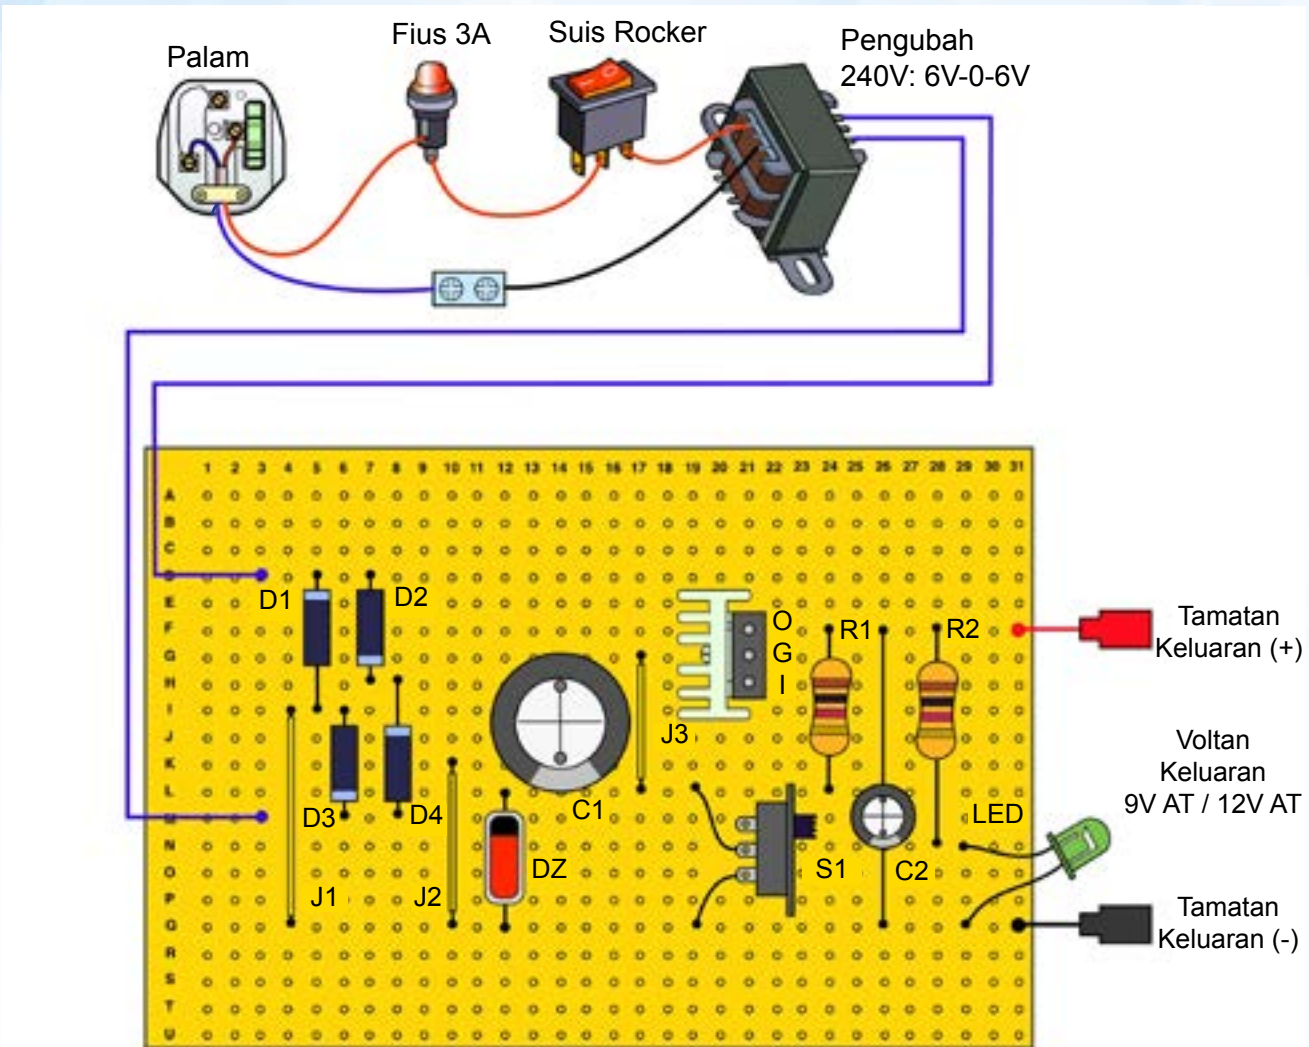 Palam
Fius 3A
Suis Rocker
Pengubah
240V: 6V-0-6V
1 2 3 4 5 6 7 8 9 10 11 12 13 14 15 16 17 18 19 20 21 22 23 24 25 26 27 28 29 30 31
A
B
C
D
E
F
G
H
I
J
K
L
M
N
O
P
Q
R
S
T
U
D1
D2
D3
D4
J1
J2
DZ
C1
J3
O
G
I
R1
R2
S1
C2
LED
Tamatan
Keluaran (+)
Voltan
Keluaran
9V AT / 12V AT
Tamatan
Keluaran (-)